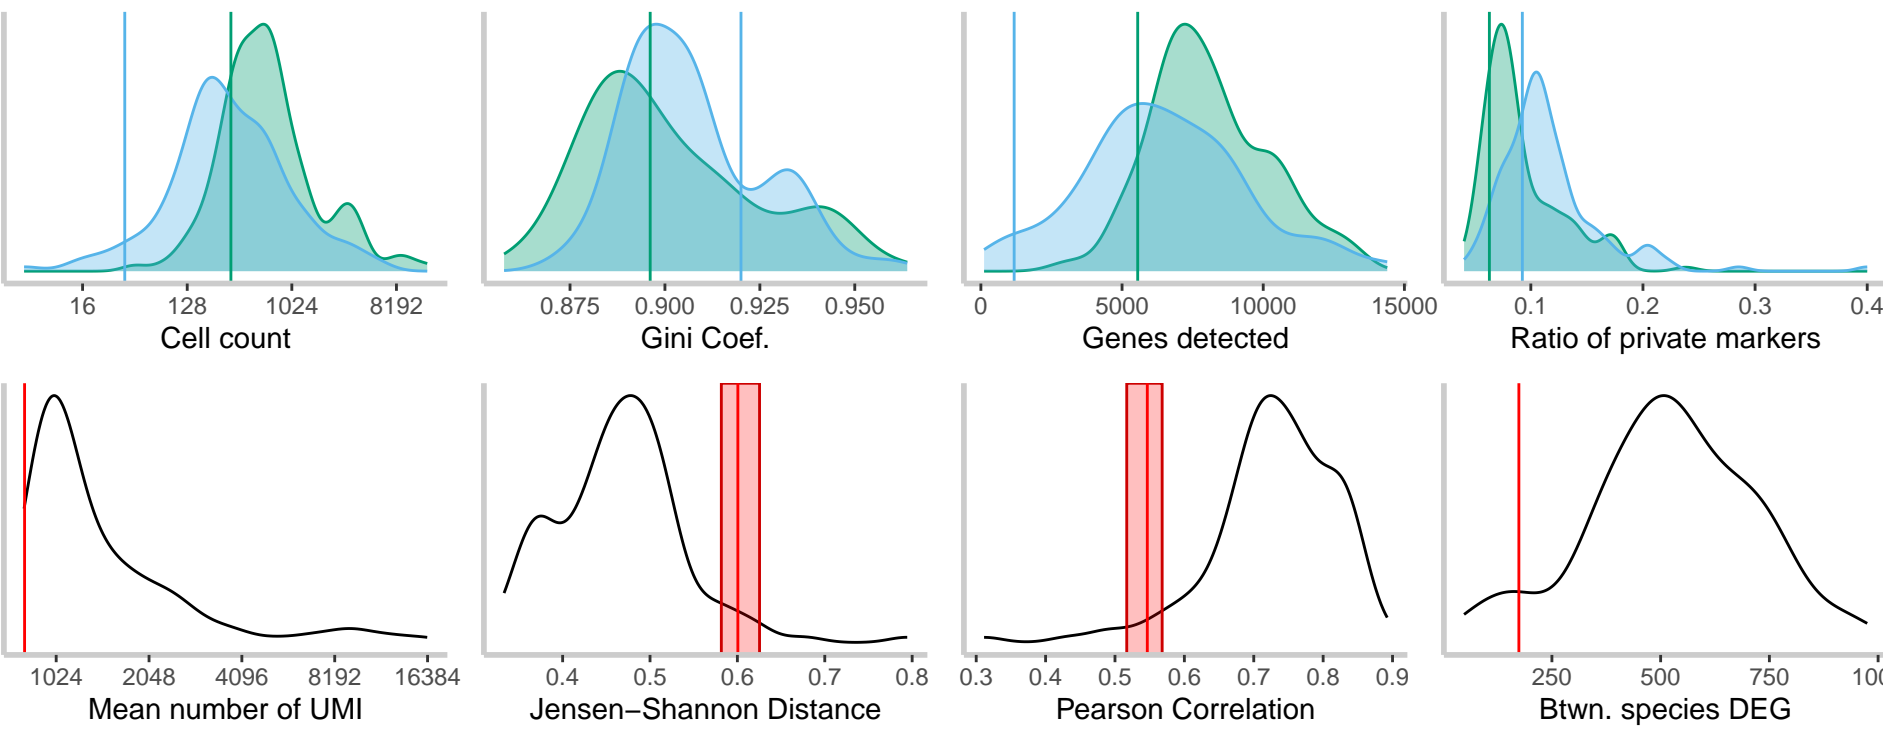 16 128 1024 8192
Cell count
0.875 0.900 0.925 0.950
Gini Coef.
0 5000 10000 15000
Genes detected
0.1 0.2 0.3 0.4
Ratio of private markers
1024 2048 4096 8192 16384
Mean number of UMI
0.4 0.5 0.6 0.7 0.8
Jensen−Shannon Distance
0.3 0.4 0.5 0.6 0.7 0.8 0.9
Pearson Correlation
250 500 750 100
Btwn. species DEG